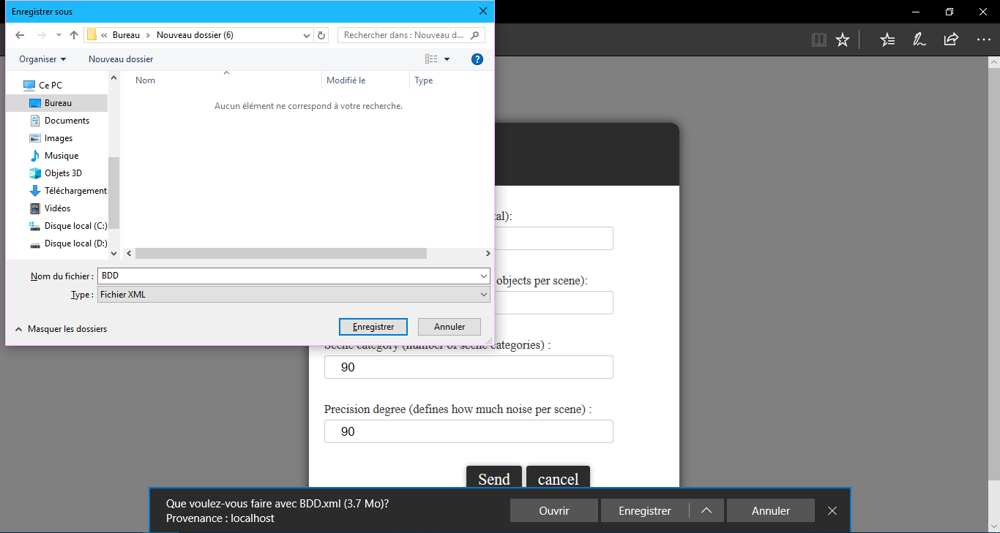 Enregistrer sous
« Bureau › Nouveau dossier (6)
Rechercher dans : Nouveau d...
Organiser
Nouveau dossier
?
Nom
Modifié le
Type
Aucun élément ne correspond à votre recherche.
Ce PC
Bureau
Documents
Images
Musique
Objets 3D
Téléchargement
Vidéos
Disque local (C:)
Disque local (D:)
Nom du fichier : BDD
Type : Fichier XML
Masquer les dossiers
Enregistrer
Annuler
tal):
objects per scene):
Scene category (number of scene categories) :
90
Precision degree (defines how much noise per scene) :
90
Send
cancel
Que voulez-vous faire avec BDD.xml (3.7 Mo)?
Provenance : localhost
Ouvrir
Enregistrer
Annuler